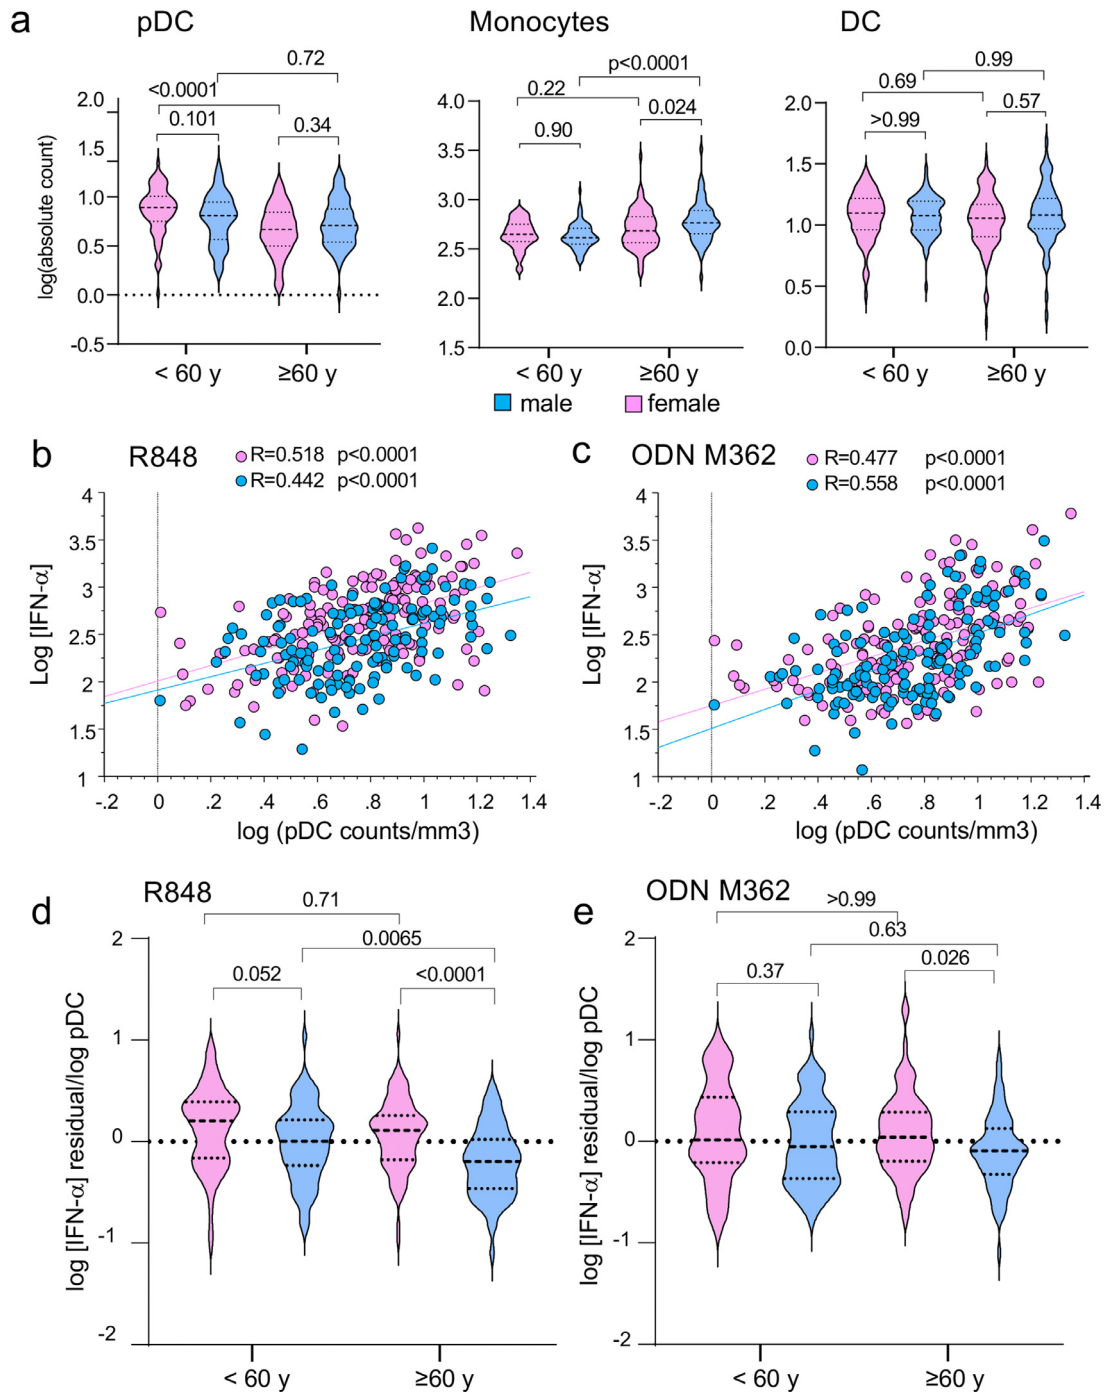 a
pDC
Monocytes
DC
0.72
<0.0001
0.101
0.34
p<0.0001
0.22
0.90
0.024
0.99
0.69
>0.99
0.57
log(absolute count)
2.0
1.5
1.0
0.5
0.0
-0.5
4.0
3.5
3.0
2.5
2.0
1.5
2.0
1.5
1.0
0.5
0.0
< 60 y
≥60 y
< 60 y
≥60 y
< 60 y
≥60 y
male
female
b
R848
R=0.518 p<0.0001
R=0.442 p<0.0001
Log [IFN-α]
4
3.5
3
2.5
2
1.5
1
-.2 0 .2 .4 .6 .8 1 1.2 1.4
log (pDC counts/mm3)
c
ODN M362
R=0.477 p<0.0001
R=0.558 p<0.0001
Log [IFN-α]
4
3.5
3
2.5
2
1.5
1
-.2 0 .2 .4 .6 .8 1 1.2 1.4
log (pDC counts/mm3)
d
R848
0.71
0.0065
0.052
<0.0001
log [IFN-α] residual/log pDC
2
1
0
-1
-2
< 60 y
≥60 y
e
ODN M362
>0.99
0.63
0.37
0.026
log [IFN-α] residual/log pDC
2
1
0
-1
-2
< 60 y
≥60 y